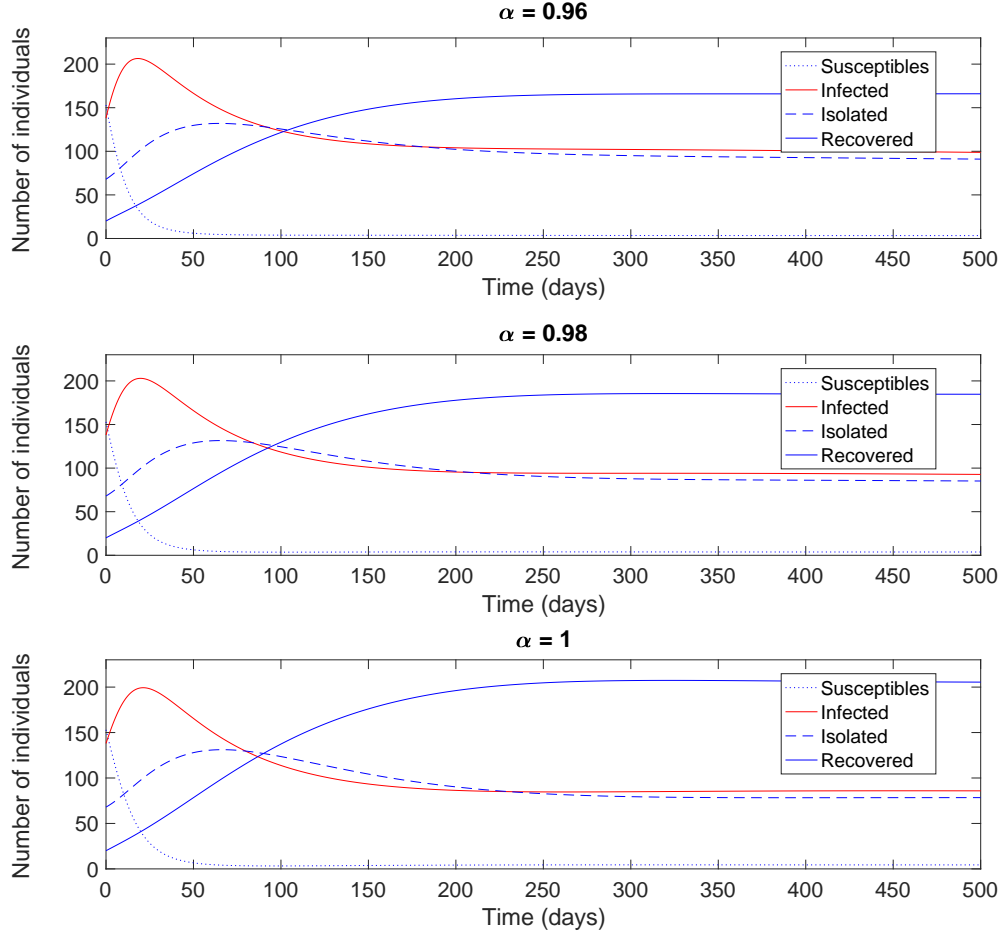 α = 0.96
Number of individuals
200
150
100
50
0
Susceptibles
Infected
Isolated
Recovered
0 50 100 150 200 250 300 350 400 450 500
Time (days)
α = 0.98
Number of individuals
200
150
100
50
0
Susceptibles
Infected
Isolated
Recovered
0 50 100 150 200 250 300 350 400 450 500
Time (days)
α = 1
Number of individuals
200
150
100
50
0
Susceptibles
Infected
Isolated
Recovered
0 50 100 150 200 250 300 350 400 450 500
Time (days)